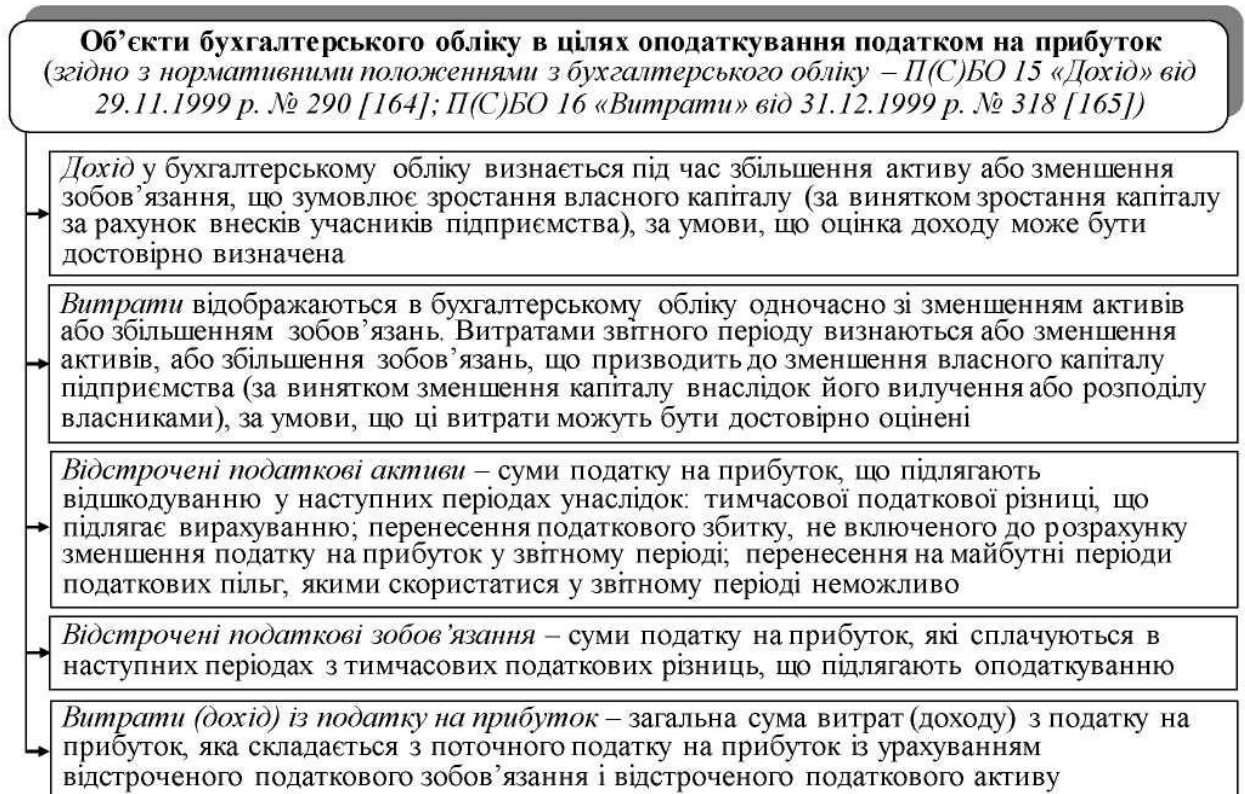 Об’єкти бухгалтерського обліку в цілях оподаткування податком на прибуток
(згідно з нормативними положеннями з бухгалтерського обліку – П(С)БО 15 «Дохід» від
29.11.1999 р. № 290 [164]; П(С)БО 16 «Витрати» від 31.12.1999 р. № 318 [165])
Дохід у бухгалтерському обліку визнається під час збільшення активу або зменшення
зобов’язання, що зумовлює зростання власного капіталу (за винятком зростання капіталу
за рахунок внесків учасників підприємства), за умови, що оцінка доходу може бути
достовірно визначена
Витрати відображаються в бухгалтерському обліку одночасно зі зменшенням активів
або збільшенням зобов’язань. Витратами звітного періоду визнаються або зменшення
активів, або збільшення зобов’язань, що призводить до зменшення власного капіталу
підприємства (за винятком зменшення капіталу внаслідок його вилучення або розподілу
власниками), за умови, що ці витрати можуть бути достовірно оцінені
Відстрочені податкові активи – суми податку на прибуток, що підлягають
відшкодуванню у наступних періодах унаслідок: тимчасової податкової різниці, що
підлягає вирахуванню; перенесення податкового збитку, не включеного до розрахунку
зменшення податку на прибуток у звітному періоді; перенесення на майбутні періоди
податкових пільг, якими скористатися у звітному періоді неможливо
Відстрочені податкові зобов’язання – суми податку на прибуток, які сплачуються в
наступних періодах з тимчасових податкових різниць, що підлягають оподаткуванню
Витрати (дохід) із податку на прибуток – загальна сума витрат (доходу) з податку на
прибуток, яка складається з поточного податку на прибуток із урахуванням
відстроченого податкового зобов’язання і відстроченого податкового активу